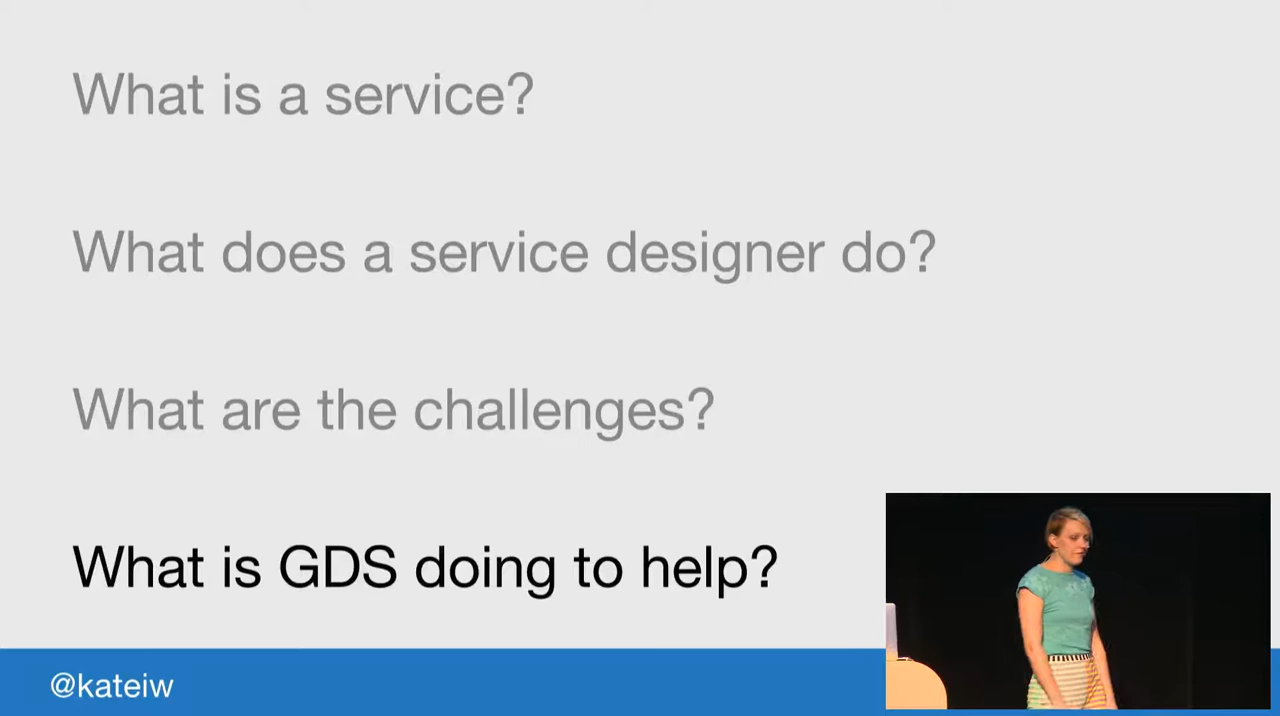 What is a service?
What does a service designer do?
What are the challenges?
What is GDS doing to help?
@kateiw